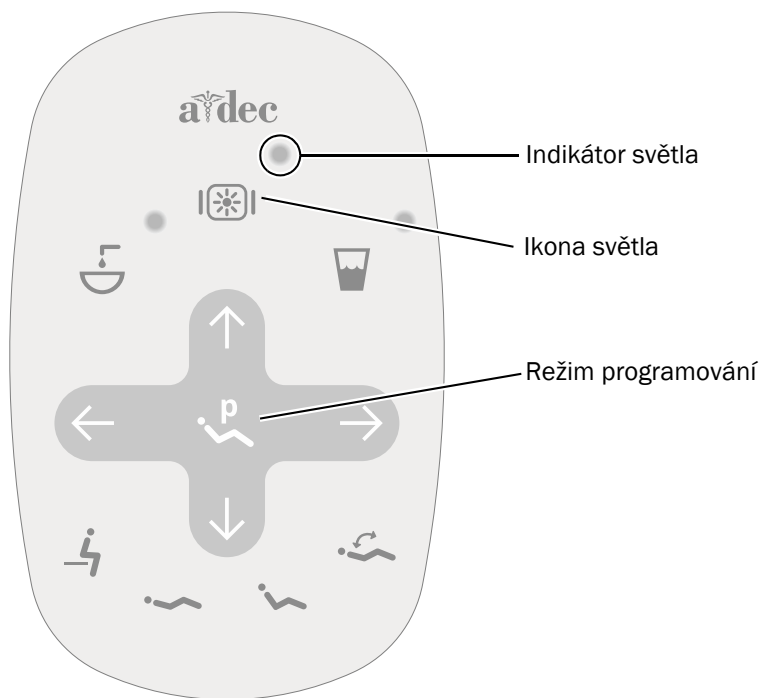 a-dec
Indikátor světla
Ikona světla
Režim programování
p